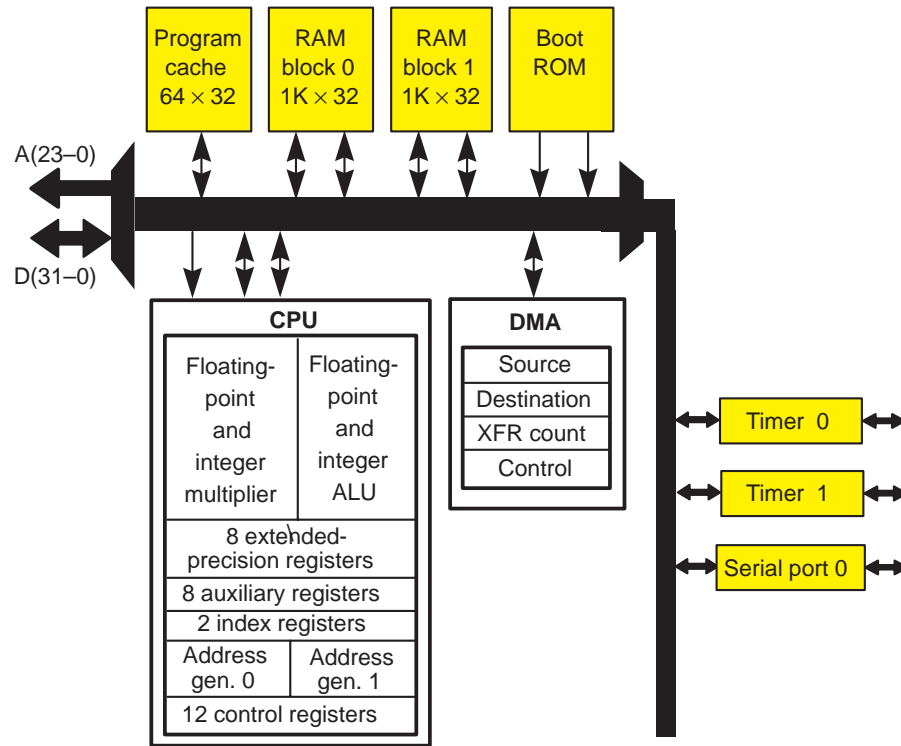 Program
cache
64 × 32
RAM
block 0
1K × 32
RAM
block 1
1K × 32
Boot
ROM
A(23–0)
D(31–0)
CPU
Floating-
point
and
integer
multiplier
Floating-
point
and
integer
ALU
8 extended-
precision registers
8 auxiliary registers
2 index registers
Address
gen. 0
Address
gen. 1
12 control registers
DMA
Source
Destination
XFR count
Control
Timer 0
Timer 1
Serial port 0